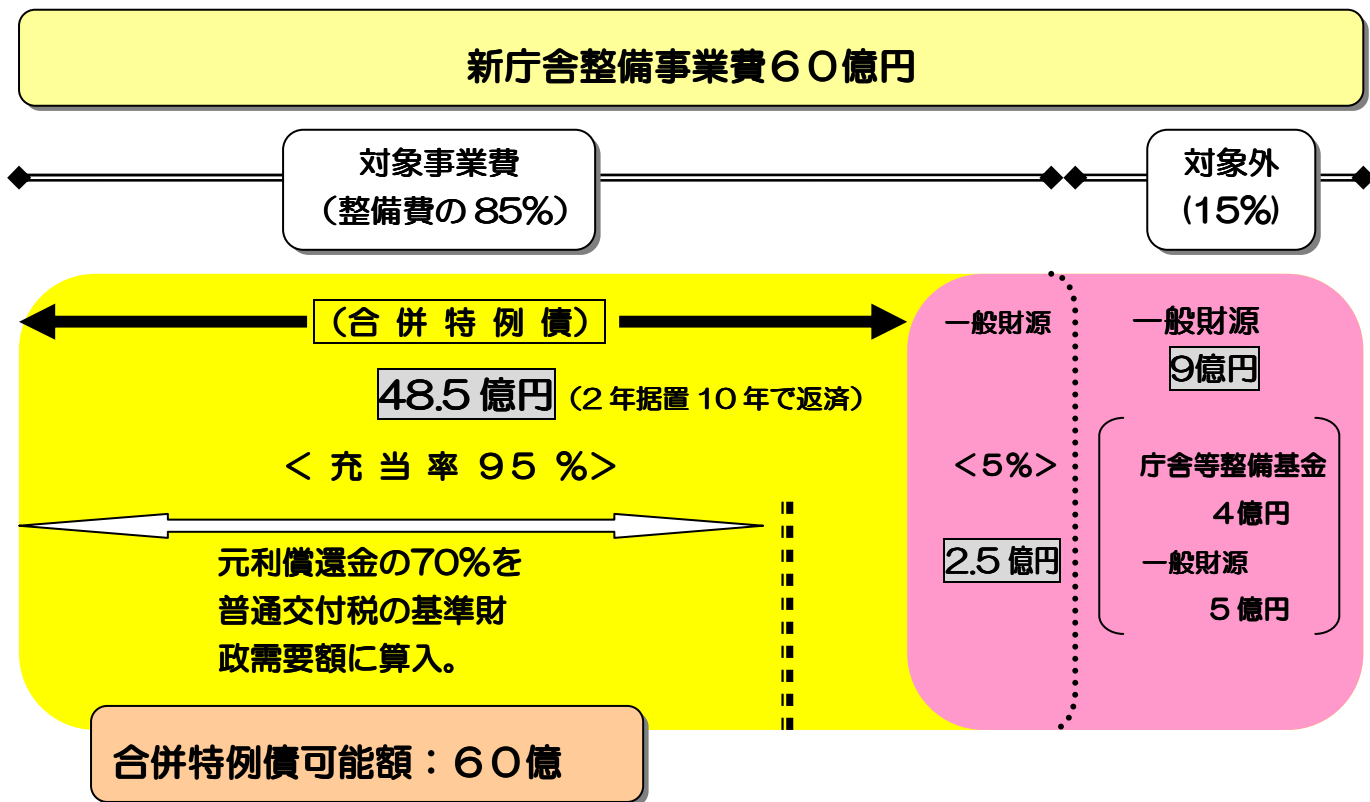 新庁舎整備事業費６０億円
対象事業費
（整備費の 85%）
対象外
(15%)
（合 併 特 例 債）
48.5 億円（2 年据置 10 年で返済）
＜ 充 当 率 ９５ ％＞
元利償還金の70%を
普通交付税の基準財
政需要額に算入。
合併特例債可能額：６０億
一般財源
＜５％＞
2.5 億円
一般財源
9億円
庁舎等整備基金
４億円
一般財源
５億円